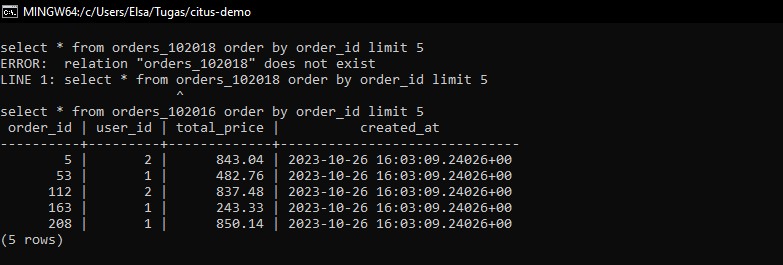 MINGW64:/c/Users/Elsa/Tugas/citus-demo
select * from orders_102018 order by order_id limit 5
ERROR:  relation "orders_102018" does not exist
LINE 1: select * from orders_102018 order by order_id limit 5
                      ^
select * from orders_102016 order by order_id limit 5
 order_id | user_id | total_price |          created_at
----------+---------+-------------+------------------------------
        5 |       2 |      843.04 | 2023-10-26 16:03:09.24026+00
       53 |       1 |      482.76 | 2023-10-26 16:03:09.24026+00
      112 |       2 |      837.48 | 2023-10-26 16:03:09.24026+00
      163 |       1 |      243.33 | 2023-10-26 16:03:09.24026+00
      208 |       1 |      850.14 | 2023-10-26 16:03:09.24026+00
(5 rows)